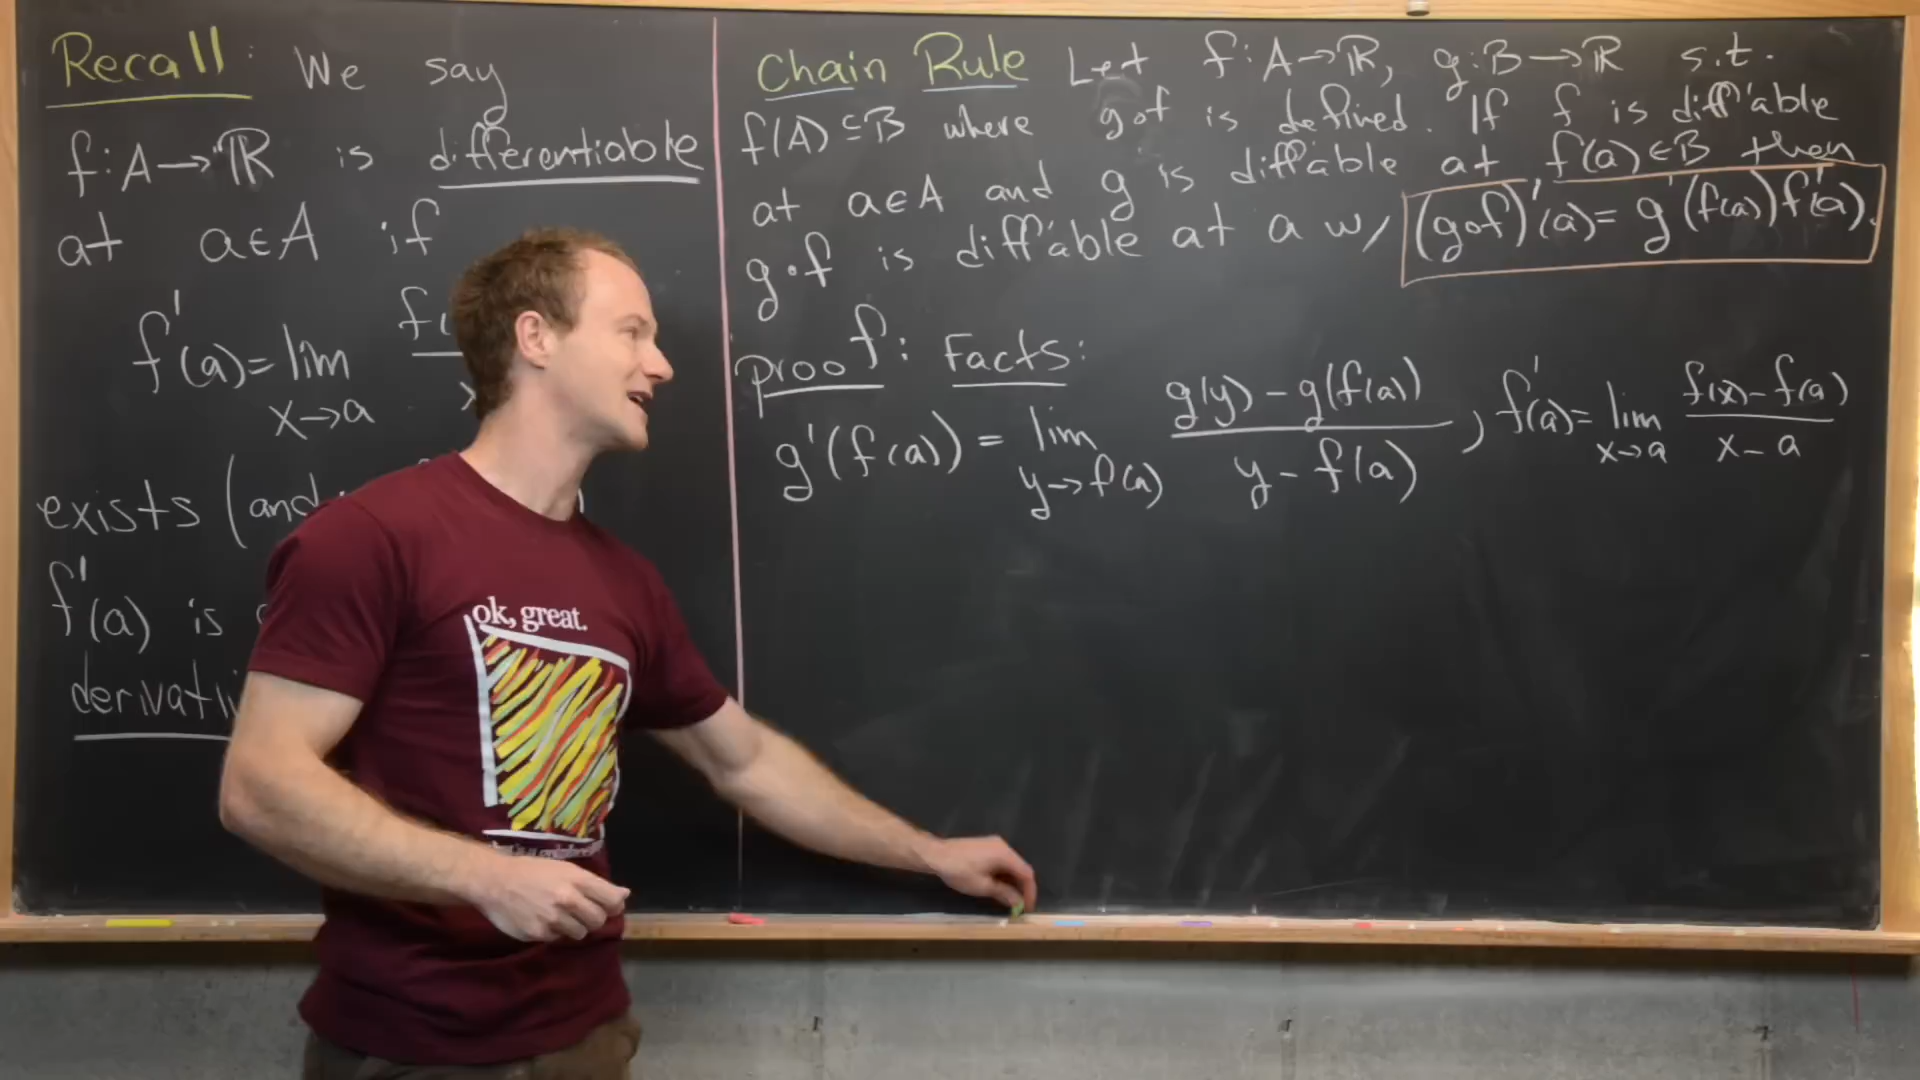 Recall: We say
f:A→ℝ is differentiable
at a∈A if
f'(a)=lim
x→a
exists (and
f'(a) is
Chain Rule Let f:A→ℝ, g:B→ℝ s.t.
f(A)⊆B where gof is defined. If f is diff'able
at a∈A and g is diff'able at f(a)∈B then
g∘f is diff'able at a w/ (gof)'(a)= g'(f(a))f'(a).
proof: Facts:
g'(f(a)) = lim y→f(a) g(y)-g(f(a)) / y-f(a) , f'(a)= lim x→a f(x)-f(a) / x-a
ok, great.